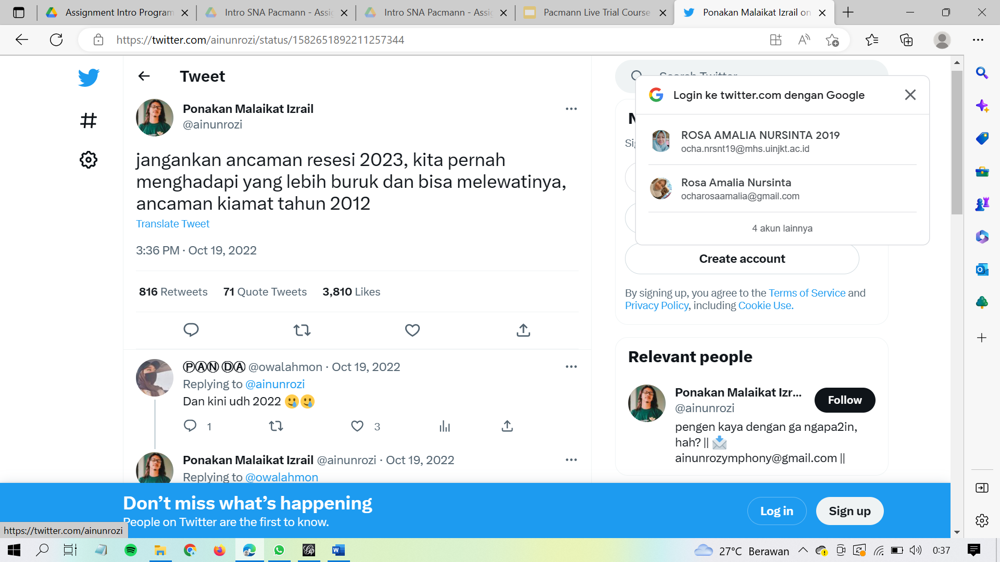 Assignment Intro Program
Intro SNA Pacmann - Assig
Intro SNA Pacmann - Assig
Pacmann Live Trial Course
Ponakan Malaikat Izrail on
https://twitter.com/ainunrozi/status/1582651892211257344
Tweet
Ponakan Malaikat Izrail
@ainunrozi
jangankan ancaman resesi 2023, kita pernah
menghadapi yang lebih buruk dan bisa melewatinya,
ancaman kiamat tahun 2012
Translate Tweet
3:36 PM · Oct 19, 2022
816 Retweets 71 Quote Tweets 3,810 Likes
ⓅⒶⓃ ⒹⒶ @owalahmon · Oct 19, 2022
Replying to @ainunrozi
Dan kini udh 2022 🥲🥲
1 3
Ponakan Malaikat Izrail @ainunrozi · Oct 19, 2022
Replying to @owalahmon
Search Twitter
Login ke twitter.com dengan Google
ROSA AMALIA NURSINTA 2019
ocha.nrsnt19@mhs.uinjkt.ac.id
Rosa Amalia Nursinta
ocharosaamalia@gmail.com
4 akun lainnya
Create account
By signing up, you agree to the Terms of Service and
Privacy Policy, including Cookie Use.
Relevant people
Ponakan Malaikat Izr...
@ainunrozi
Follow
pengen kaya dengan ga ngapa2in,
hah? || 📩
ainunrozymphony@gmail.com ||
Don’t miss what’s happening
People on Twitter are the first to know.
Log in
Sign up
https://twitter.com/ainunrozi
27°C Berawan
0:37